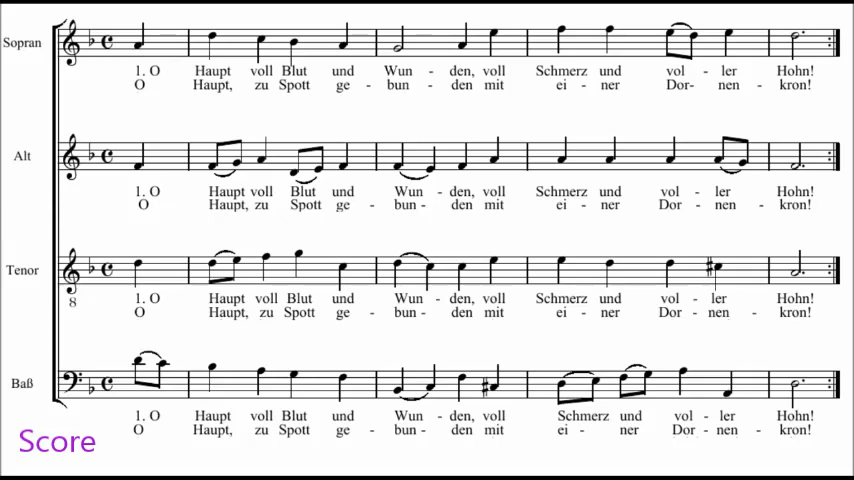 Sopran
1. O Haupt voll Blut und Wun - den, voll Schmerz und vol - ler Hohn!
O Haupt, zu Spott ge - bun - den mit ei - ner Dor- nen - kron!
Alt
1. O Haupt voll Blut und Wun - den, voll Schmerz und vol - ler Hohn!
O Haupt, zu Spott ge - bun - den mit ei - ner Dor - nen - kron!
Tenor
8
1. O Haupt voll Blut und Wun - den, voll Schmerz und vol - ler Hohn!
O Haupt, zu Spott ge - bun - den mit ei - ner Dor - nen - kron!
Baß
1. O Haupt voll Blut und Wun - den, voll Schmerz und vol - ler Hohn!
O Haupt, zu Spott ge - bun - den mit ei - ner Dor - nen - kron!
Score